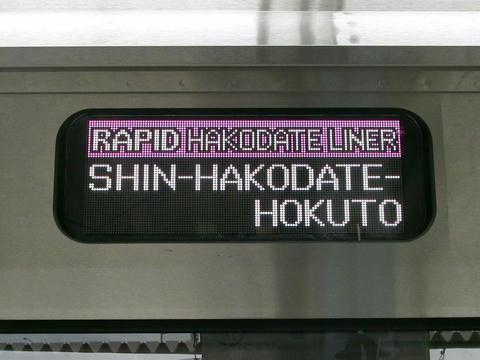 RAPID HAKODATE LINER
SHIN-HAKODATE-
HOKUTO